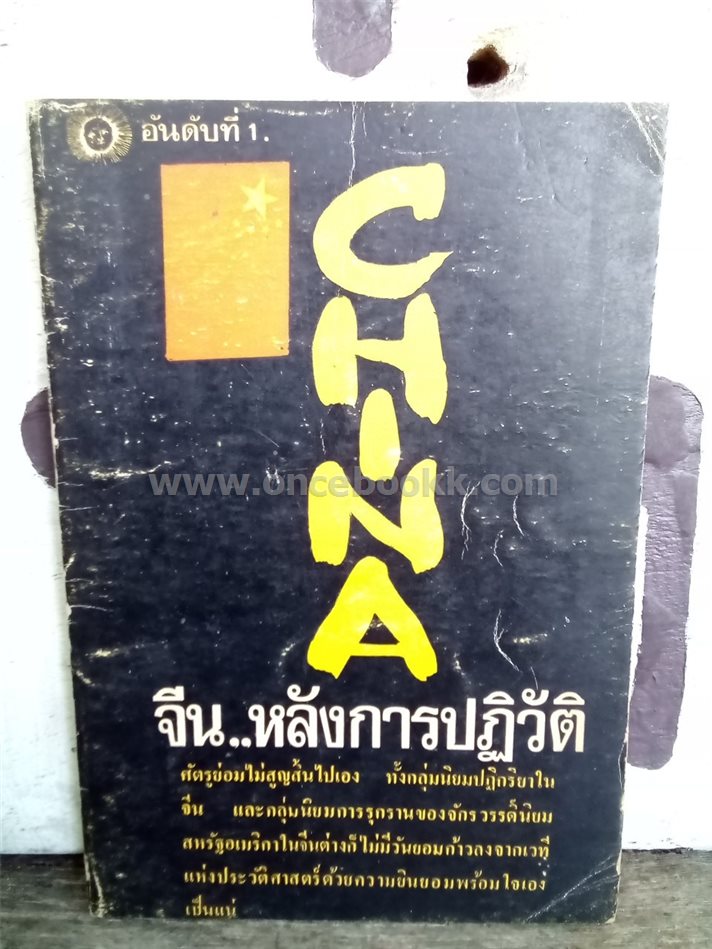 อันดับที่ 1.
CHINA
www.oncebookk.com
จีน..หลังการปฏิวัติ
ศัตรูย่อมไม่สูญสิ้นไปเอง ทั้งกลุ่มนิยมปฏิกริยาใน
จีน และกลุ่มนิยมการรุกรานของจักรวรรดิ์นิยม
สหรัฐอเมริกาในจีนต่างก็ไม่มีวันยอมก้าวลงจากเวที
แห่งประวัติศาสตร์ด้วยความยินยอมพร้อมใจเอง
เป็นแน่